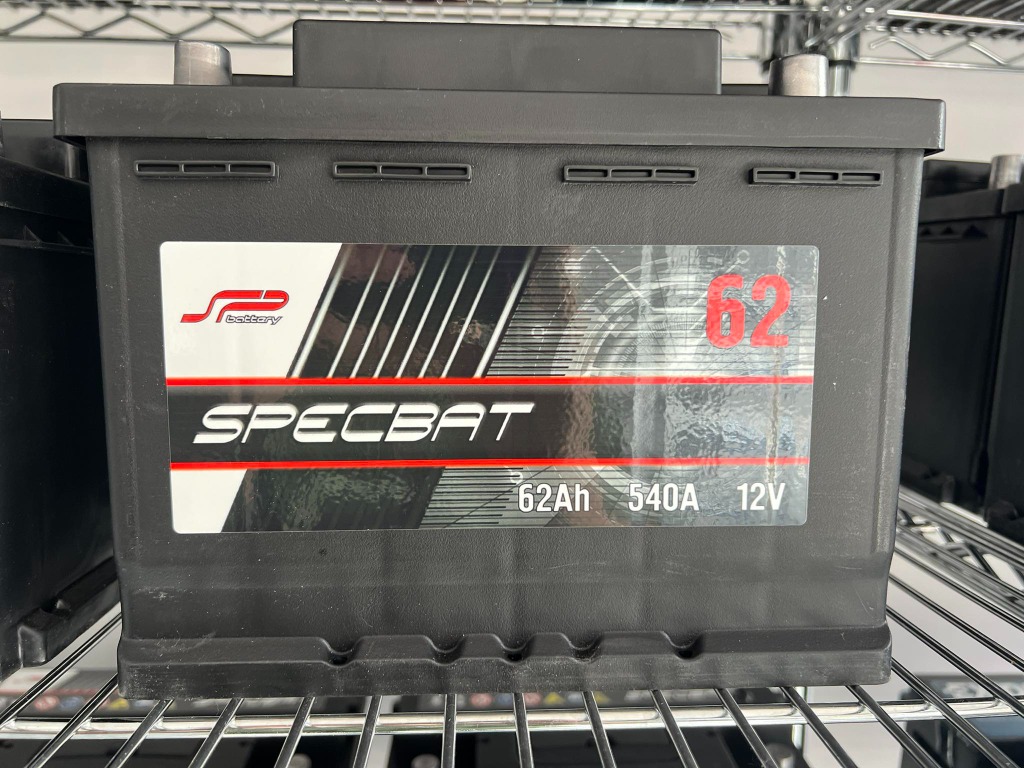 SP
battery
62
SPECBAT
62Ah 540A 12V